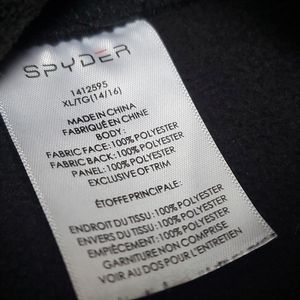 SPYDER
1412595
XL/TG(14/16)
MADE IN CHINA
FABRIQUÉ EN CHINE
BODY:
FABRIC FACE: 100% POLYESTER
FABRIC BACK: 100% POLYESTER
PANEL: 100% POLYESTER
EXCLUSIVE OF TRIM
ÉTOFFE PRINCIPALE:
ENDROIT DU TISSU: 100% POLYESTER
ENVERS DU TISSU: 100% POLYESTER
EMPIÈCEMENT: 100% POLYESTER
GARNITURE NON COMPRISE
VOIR AU DOS POUR L'ENTRETIEN